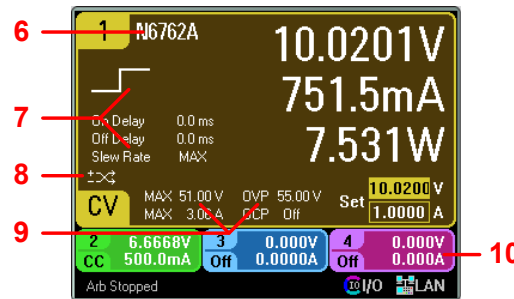 6
1 N6762A 10.0201V
751.5mA
7
On Delay 0.0 ms
7.531W
Off Delay 0.0 ms
Slew Rate MAX
8
CV MAX 51.00 V OVP 55.00 V Set 10.0200 V
MAX 3.06 A OCP Off 1.0000 A
9
2 6.6668V 3 0.000V 4 0.000V
CC 500.0mA Off 0.0000A Off 0.000A
10
Arb Stopped IO I/O LAN